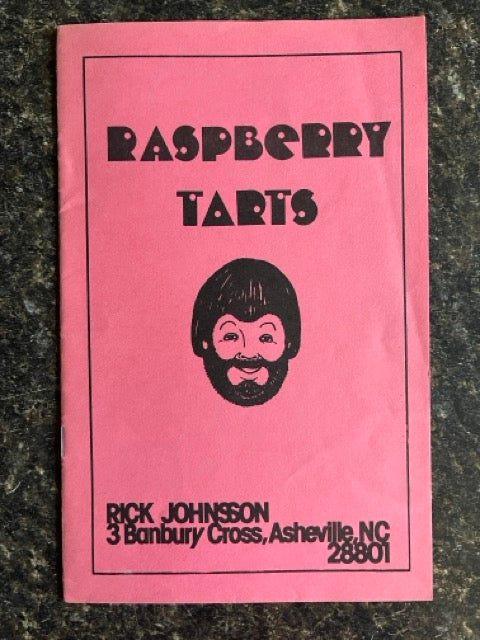 RASPBERRY
TARTS
RICK JOHNSSON
3 Banbury Cross, Asheville, NC
28801